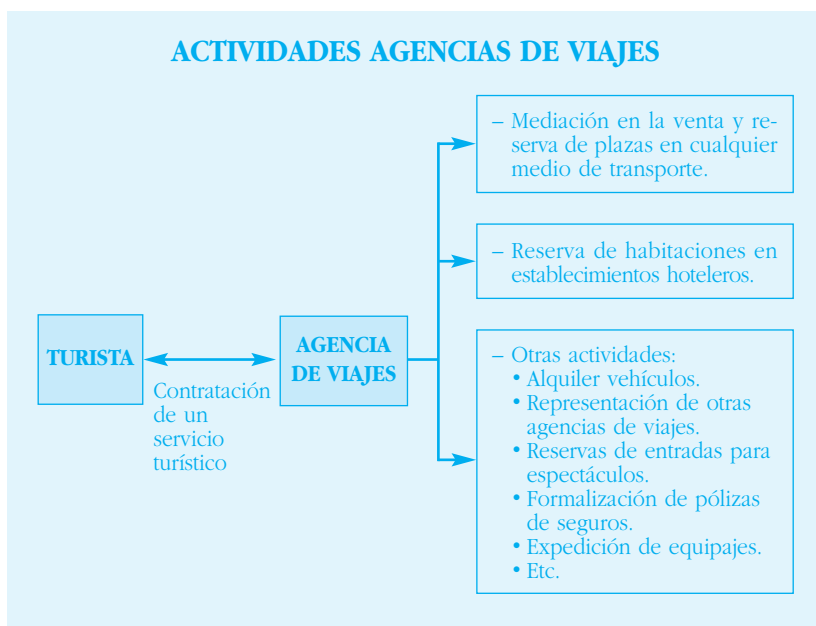 ACTIVIDADES AGENCIAS DE VIAJES
– Mediación en la venta y re-
serva de plazas en cualquier
medio de transporte.
– Reserva de habitaciones en
establecimientos hoteleros.
TURISTA
Contratación
de un
servicio
turístico
AGENCIA
DE VIAJES
– Otras actividades:
• Alquiler vehículos.
• Representación de otras
agencias de viajes.
• Reservas de entradas para
espectáculos.
• Formalización de pólizas
de seguros.
• Expedición de equipajes.
• Etc.